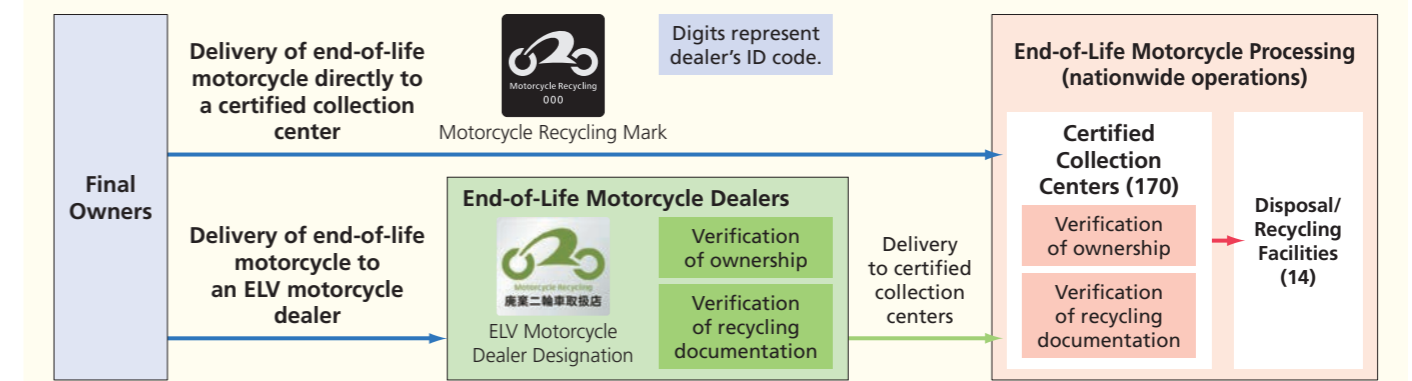 Final
Owners
Delivery of end-of-life
motorcycle directly to
a certified collection
center
Motorcycle Recycling
000
Motorcycle Recycling Mark
Digits represent
dealer's ID code.
Delivery of end-of-life
motorcycle to
an ELV motorcycle
dealer
End-of-Life Motorcycle Dealers
Motorcycle Recycling
廃棄二輪車取扱店
ELV Motorcycle
Dealer Designation
Verification
of ownership
Verification
of recycling
documentation
Delivery
to certified
collection
centers
End-of-Life Motorcycle Processing
(nationwide operations)
Certified
Collection
Centers (170)
Verification
of ownership
Verification
of recycling
documentation
Disposal/
Recycling
Facilities
(14)